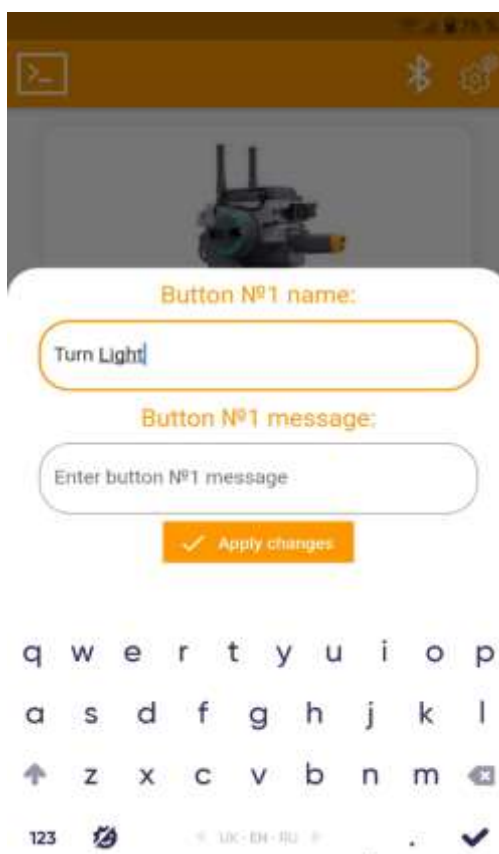 >_
Button №1 name:
Turn Light
Button №1 message:
Enter button №1 message
Apply changes
q w e r t y u i o p
a s d f g h j k l
z x c v b n m
123 UK - EN - RU .